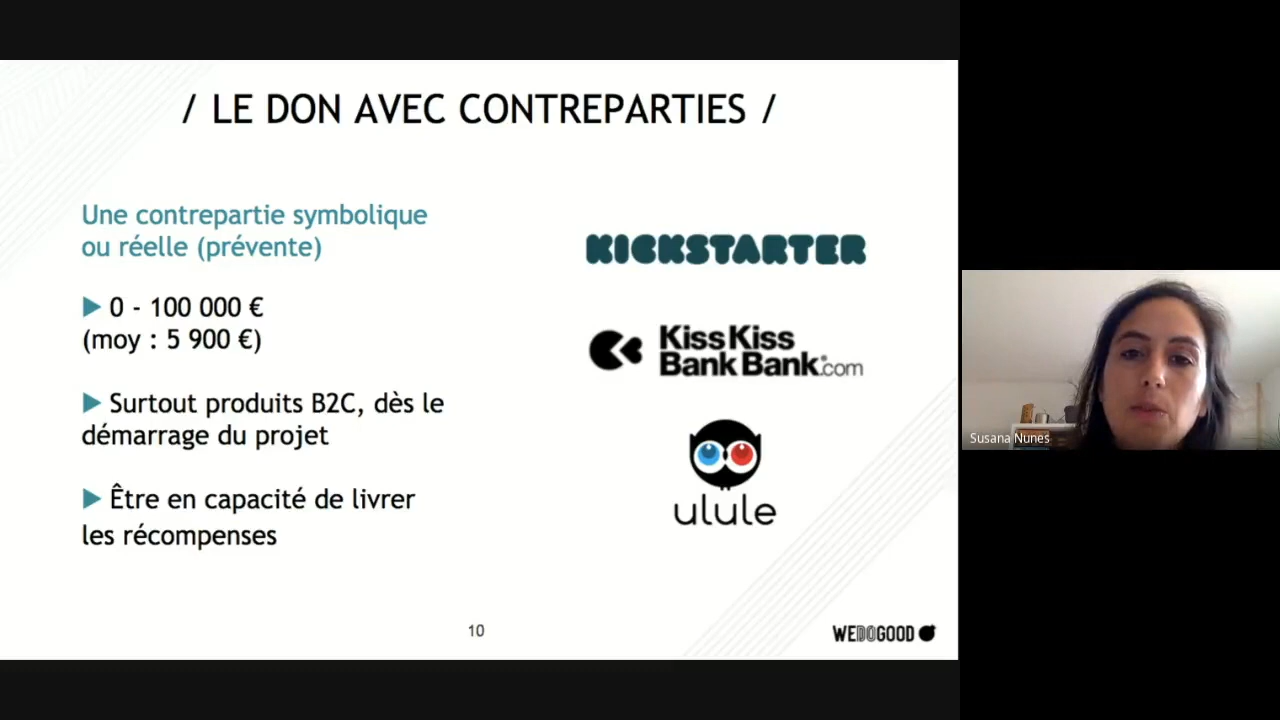 / LE DON AVEC CONTREPARTIES /
Une contrepartie symbolique
ou réelle (prévente)
▶ 0 - 100 000 €
(moy : 5 900 €)
▶ Surtout produits B2C, dès le
démarrage du projet
▶ Être en capacité de livrer
les récompenses
KICKSTARTER
KissKiss
BankBank.com
ulule
10
WEDOGOOD
Susana Nunes